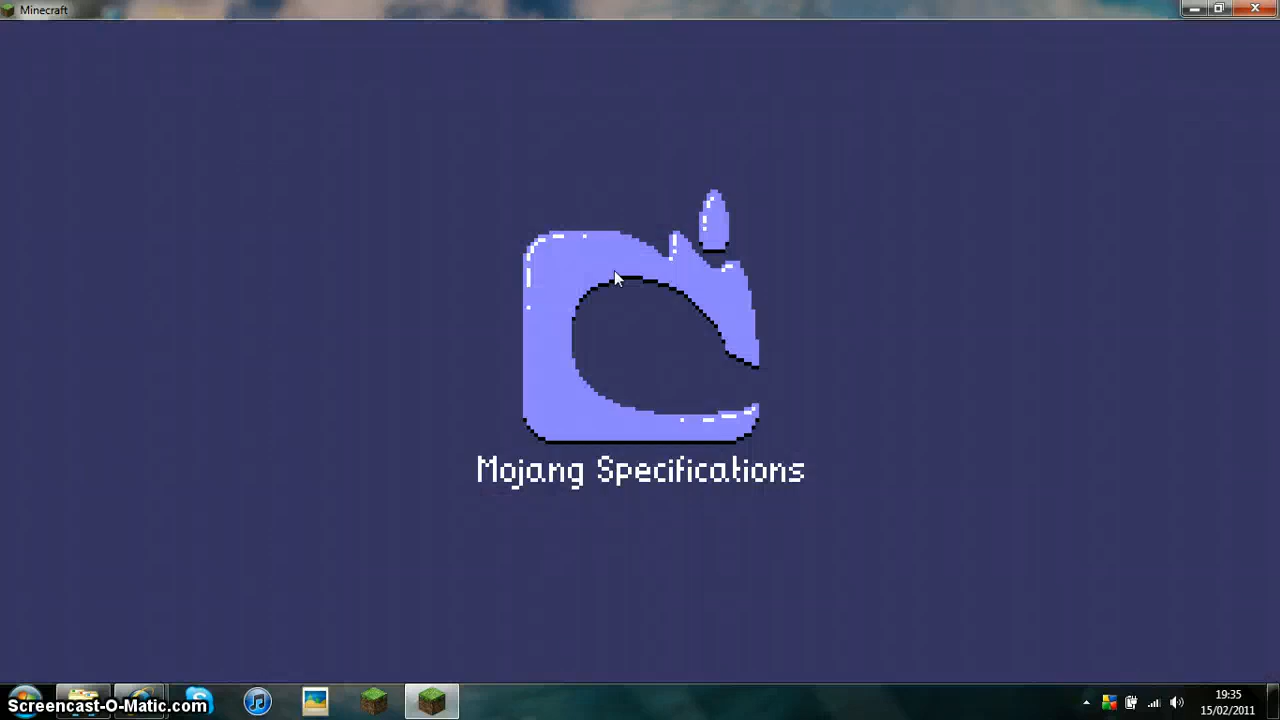 Minecraft
Mojang Specifications
Screencast-O-Matic.com
19:35
15/02/2011